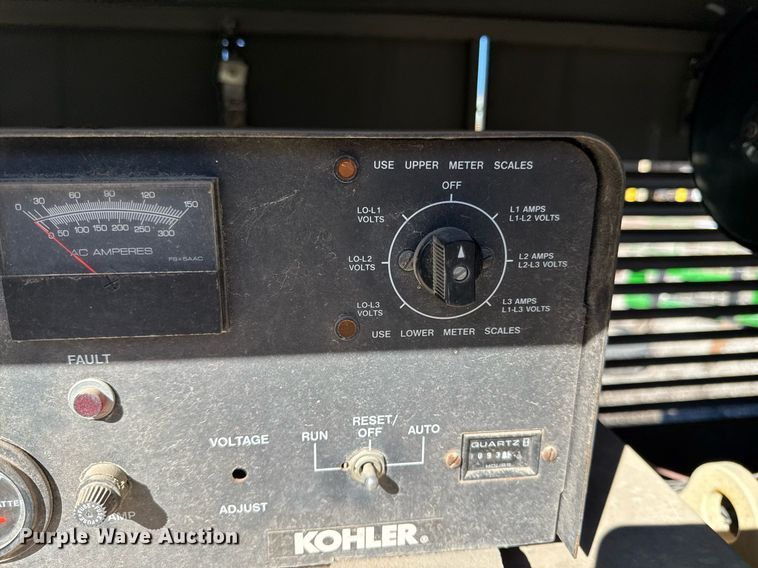 USE UPPER METER SCALES
OFF
LO-L1 VOLTS
L1 AMPS L1-L2 VOLTS
LO-L2 VOLTS
L2 AMPS L2-L3 VOLTS
LO-L3 VOLTS
L3 AMPS L1-L3 VOLTS
USE LOWER METER SCALES
0 30 60 90 120 150
0 50 100 150 200 250 300
AC AMPERES
FS=5AAC
FAULT
VOLTAGE
ADJUST
RUN
RESET/ OFF
AUTO
QUARTZ
HOURS
AMP
KOHLER®
Purple Wave Auction